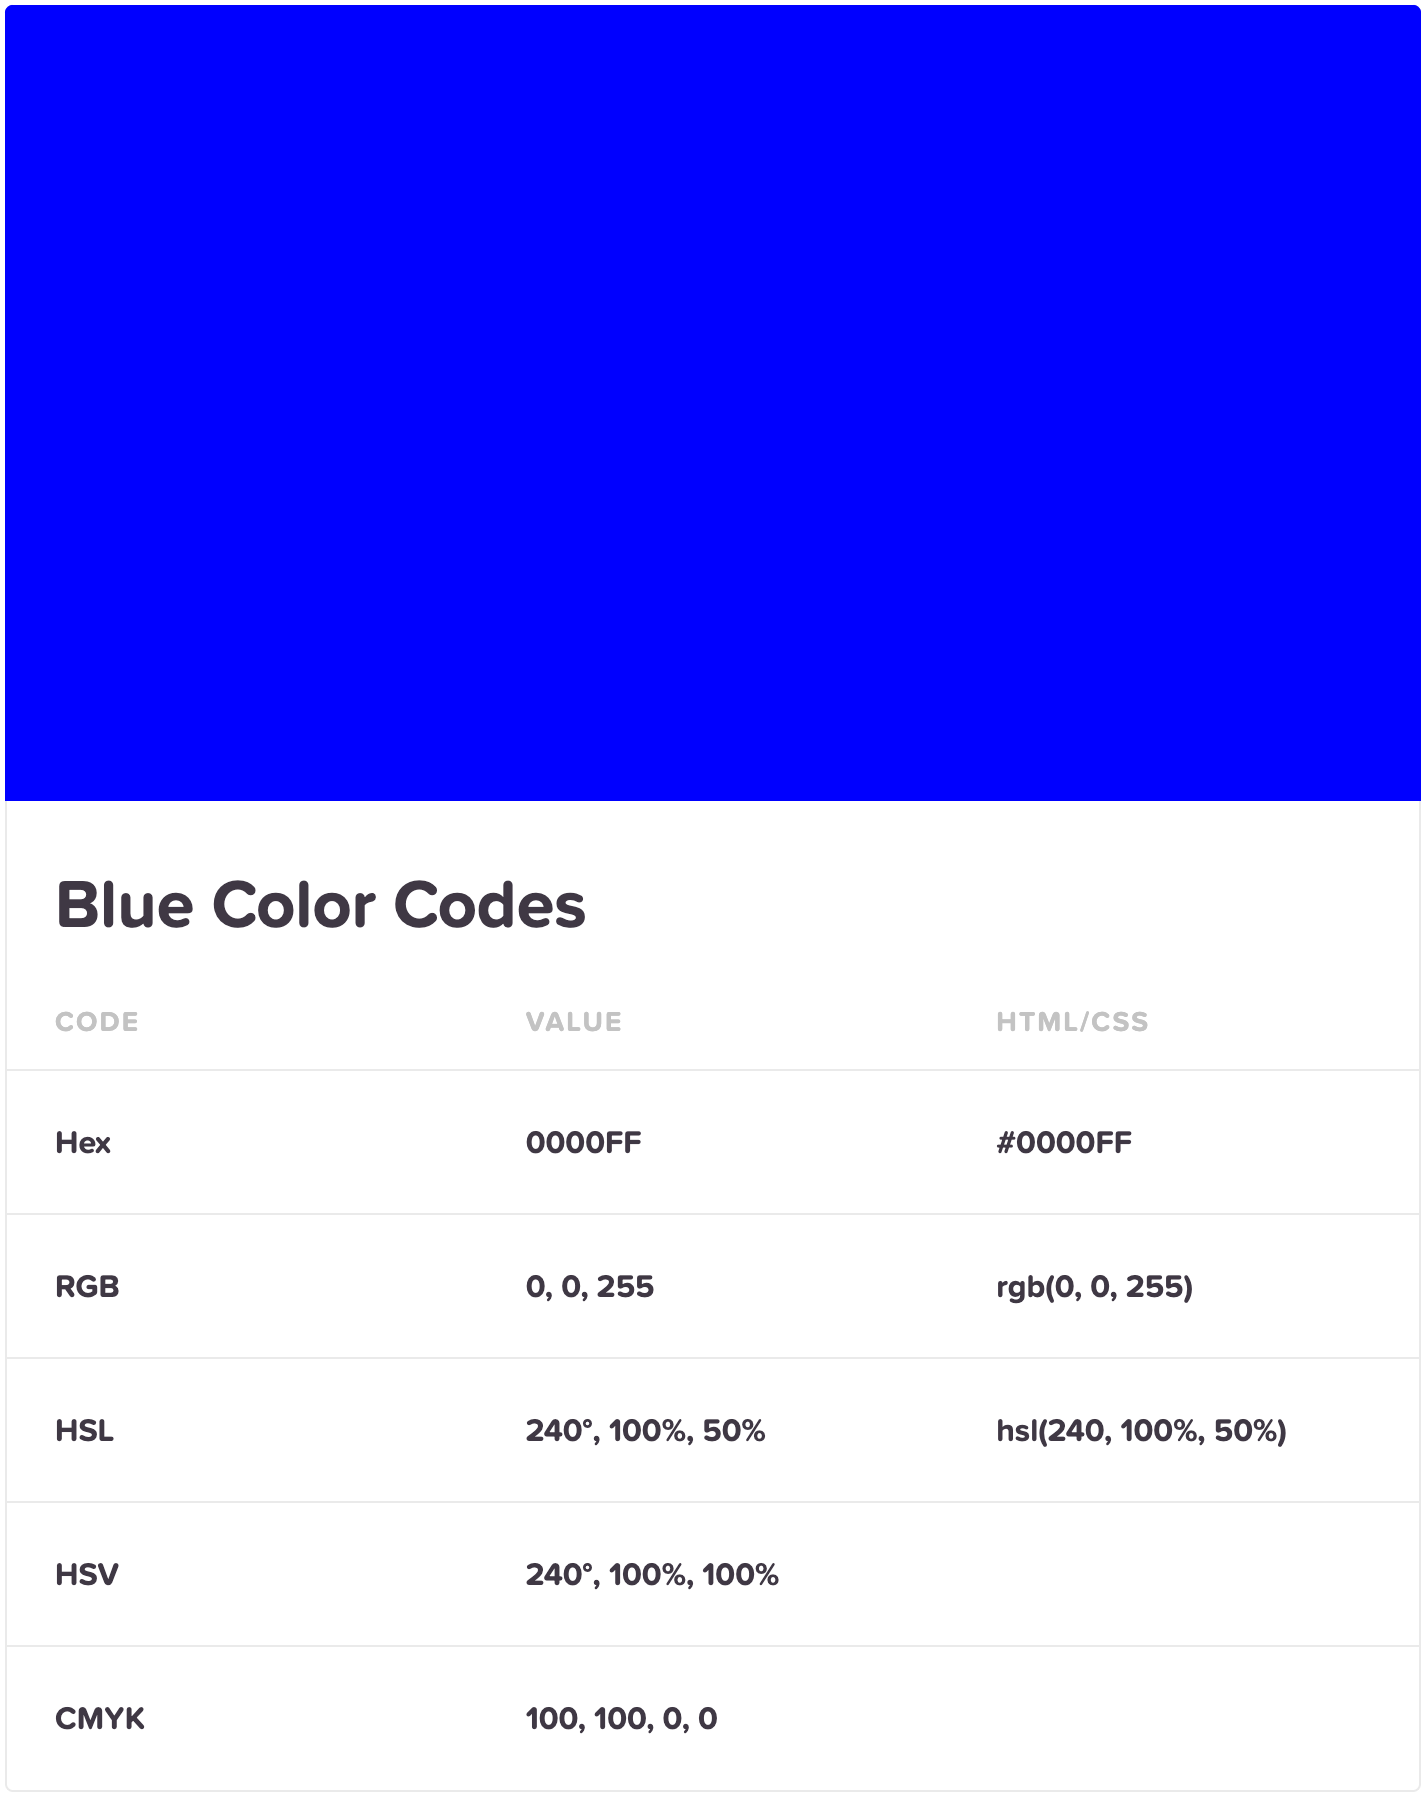 Blue Color Codes
CODE VALUE HTML/CSS
Hex 0000FF #0000FF
RGB 0, 0, 255 rgb(0, 0, 255)
HSL 240°, 100%, 50% hsl(240, 100%, 50%)
HSV 240°, 100%, 100%
CMYK 100, 100, 0, 0